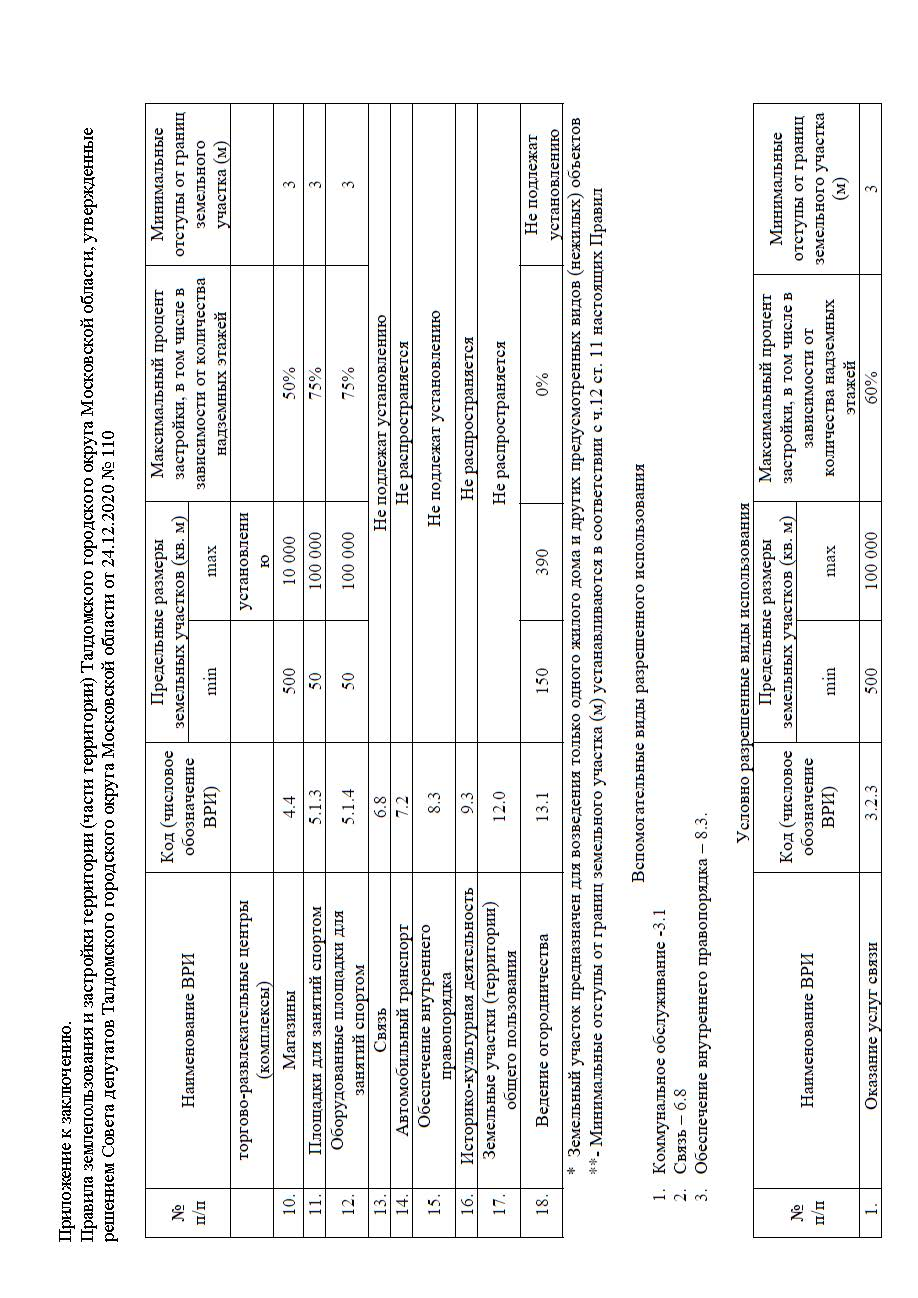 Приложение к заключению.
Правила землепользования и застройки территории (части территории) Талдомского городского округа Московской области, утвержденные
решением Совета депутатов Талдомского городского округа Московской области от 24.12.2020 № 110
№ п/п Наименование ВРИ Код (числовое обозначение ВРИ) Предельные размеры земельных участков (кв. м) min max Максимальный процент застройки, в том числе в зависимости от количества надземных этажей Минимальные отступы от границ земельного участка (м)
торгово-развлекательные центры (комплексы) установлению
10. Магазины 4.4 500 10 000 50% 3
11. Площадки для занятий спортом 5.1.3 50 100 000 75% 3
12. Оборудованные площадки для занятий спортом 5.1.4 50 100 000 75% 3
13. Связь 6.8 Не подлежат установлению
14. Автомобильный транспорт 7.2 Не распространяется
15. Обеспечение внутреннего правопорядка 8.3 Не подлежат установлению
16. Историко-культурная деятельность 9.3 Не распространяется
17. Земельные участки (территории) общего пользования 12.0 Не распространяется
18. Ведение огородничества 13.1 150 390 0% Не подлежат установлению
* Земельный участок предназначен для возведения только одного жилого дома и других предусмотренных видов (нежилых) объектов
**- Минимальные отступы от границ земельного участка (м) устанавливаются в соответствии с ч.12 ст. 11 настоящих Правил
Вспомогательные виды разрешенного использования
1. Коммунальное обслуживание -3.1
2. Связь – 6.8
3. Обеспечение внутреннего правопорядка – 8.3.
Условно разрешенные виды использования
№ п/п Наименование ВРИ Код (числовое обозначение ВРИ) Предельные размеры земельных участков (кв. м) min max Максимальный процент застройки, в том числе в зависимости от количества надземных этажей Минимальные отступы от границ земельного участка (м)
1. Оказание услуг связи 3.2.3 500 100 000 60% 3